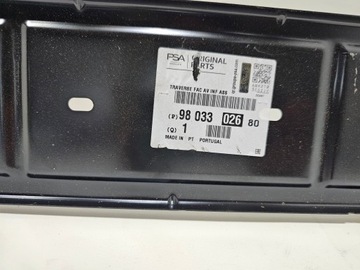 PSA
ORIGINAL
PARTS
TRAVERSE FAC AV INF ASS
(P) 98 033 026 80
(Q) 1
MADE IN PT PORTUGAL